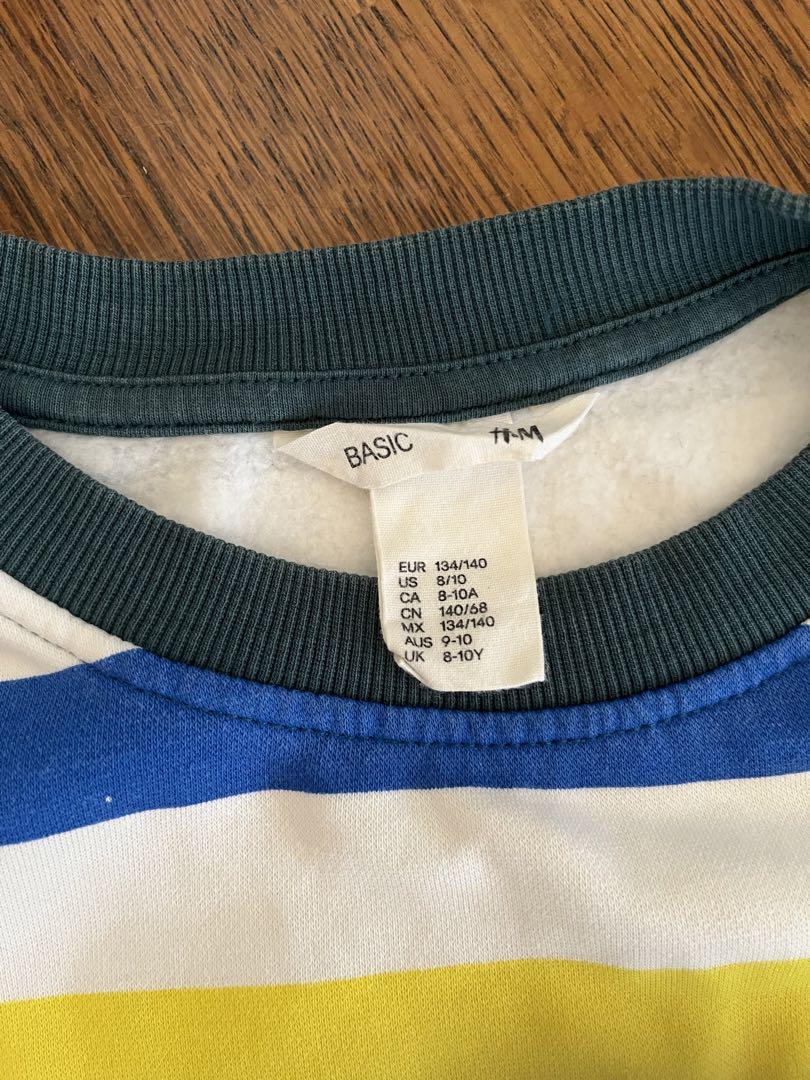 BASIC H&M
EUR 134/140
US 8/10
CA 8-10A
CN 140/68
MX 134/140
AUS 9-10
UK 8-10Y